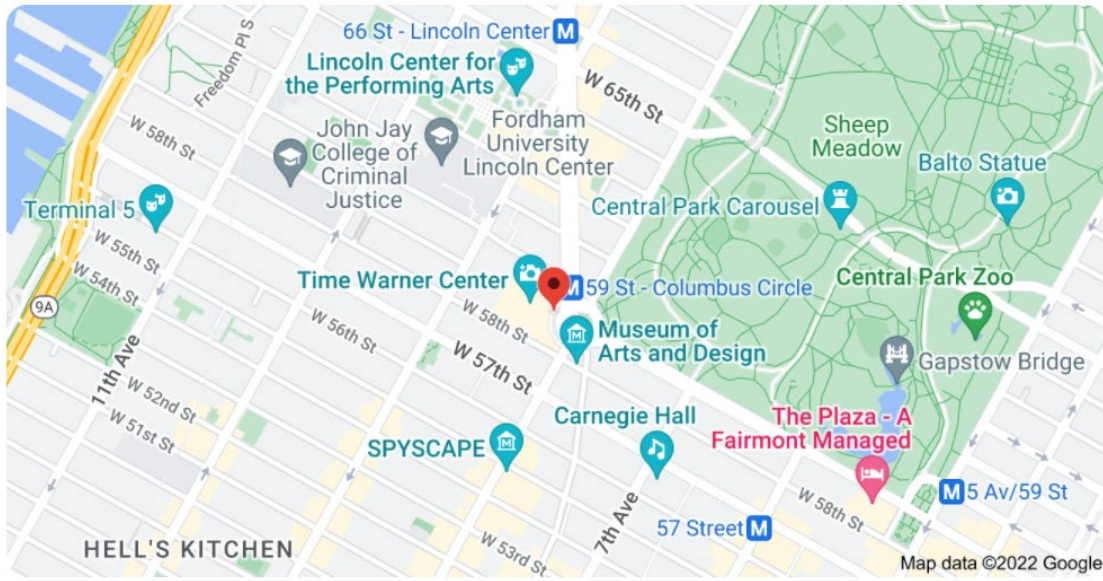 66 St - Lincoln Center M
Freedom Pl S
Lincoln Center for
the Performing Arts
W 65th St
W 58th St
John Jay
College of
Criminal
Justice
Fordham
University
Lincoln Center
Sheep
Meadow
Balto Statue
Terminal 5
Central Park Carousel
W 55th St
W 54th St
Time Warner Center
M 59 St - Columbus Circle
Central Park Zoo
9A
W 56th St
W 58th St
Museum of
Arts and Design
Gapstow Bridge
11th Ave
W 57th St
W 52nd St
W 51st St
Carnegie Hall
The Plaza - A
Fairmont Managed
SPYSCAPE
M 5 Av/59 St
W 58th St
7th Ave
57 Street M
HELL'S KITCHEN
W 53rd St
Map data ©2022 Google